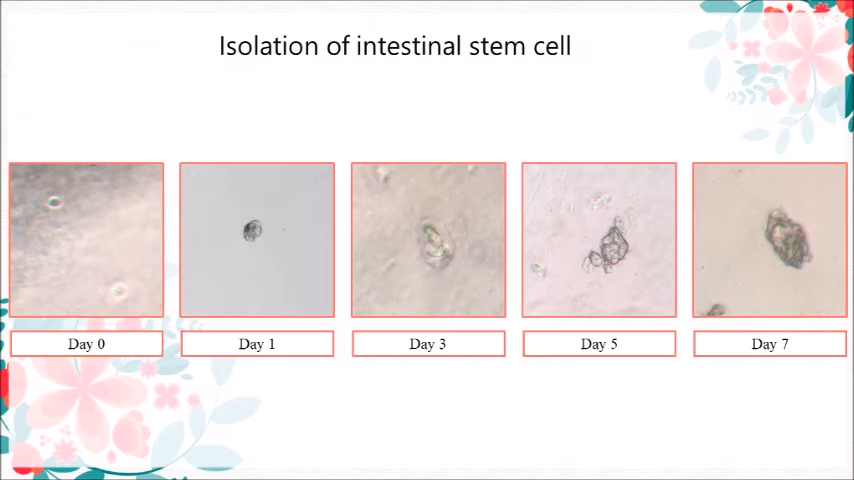 Isolation of intestinal stem cell
Day 0
Day 1
Day 3
Day 5
Day 7